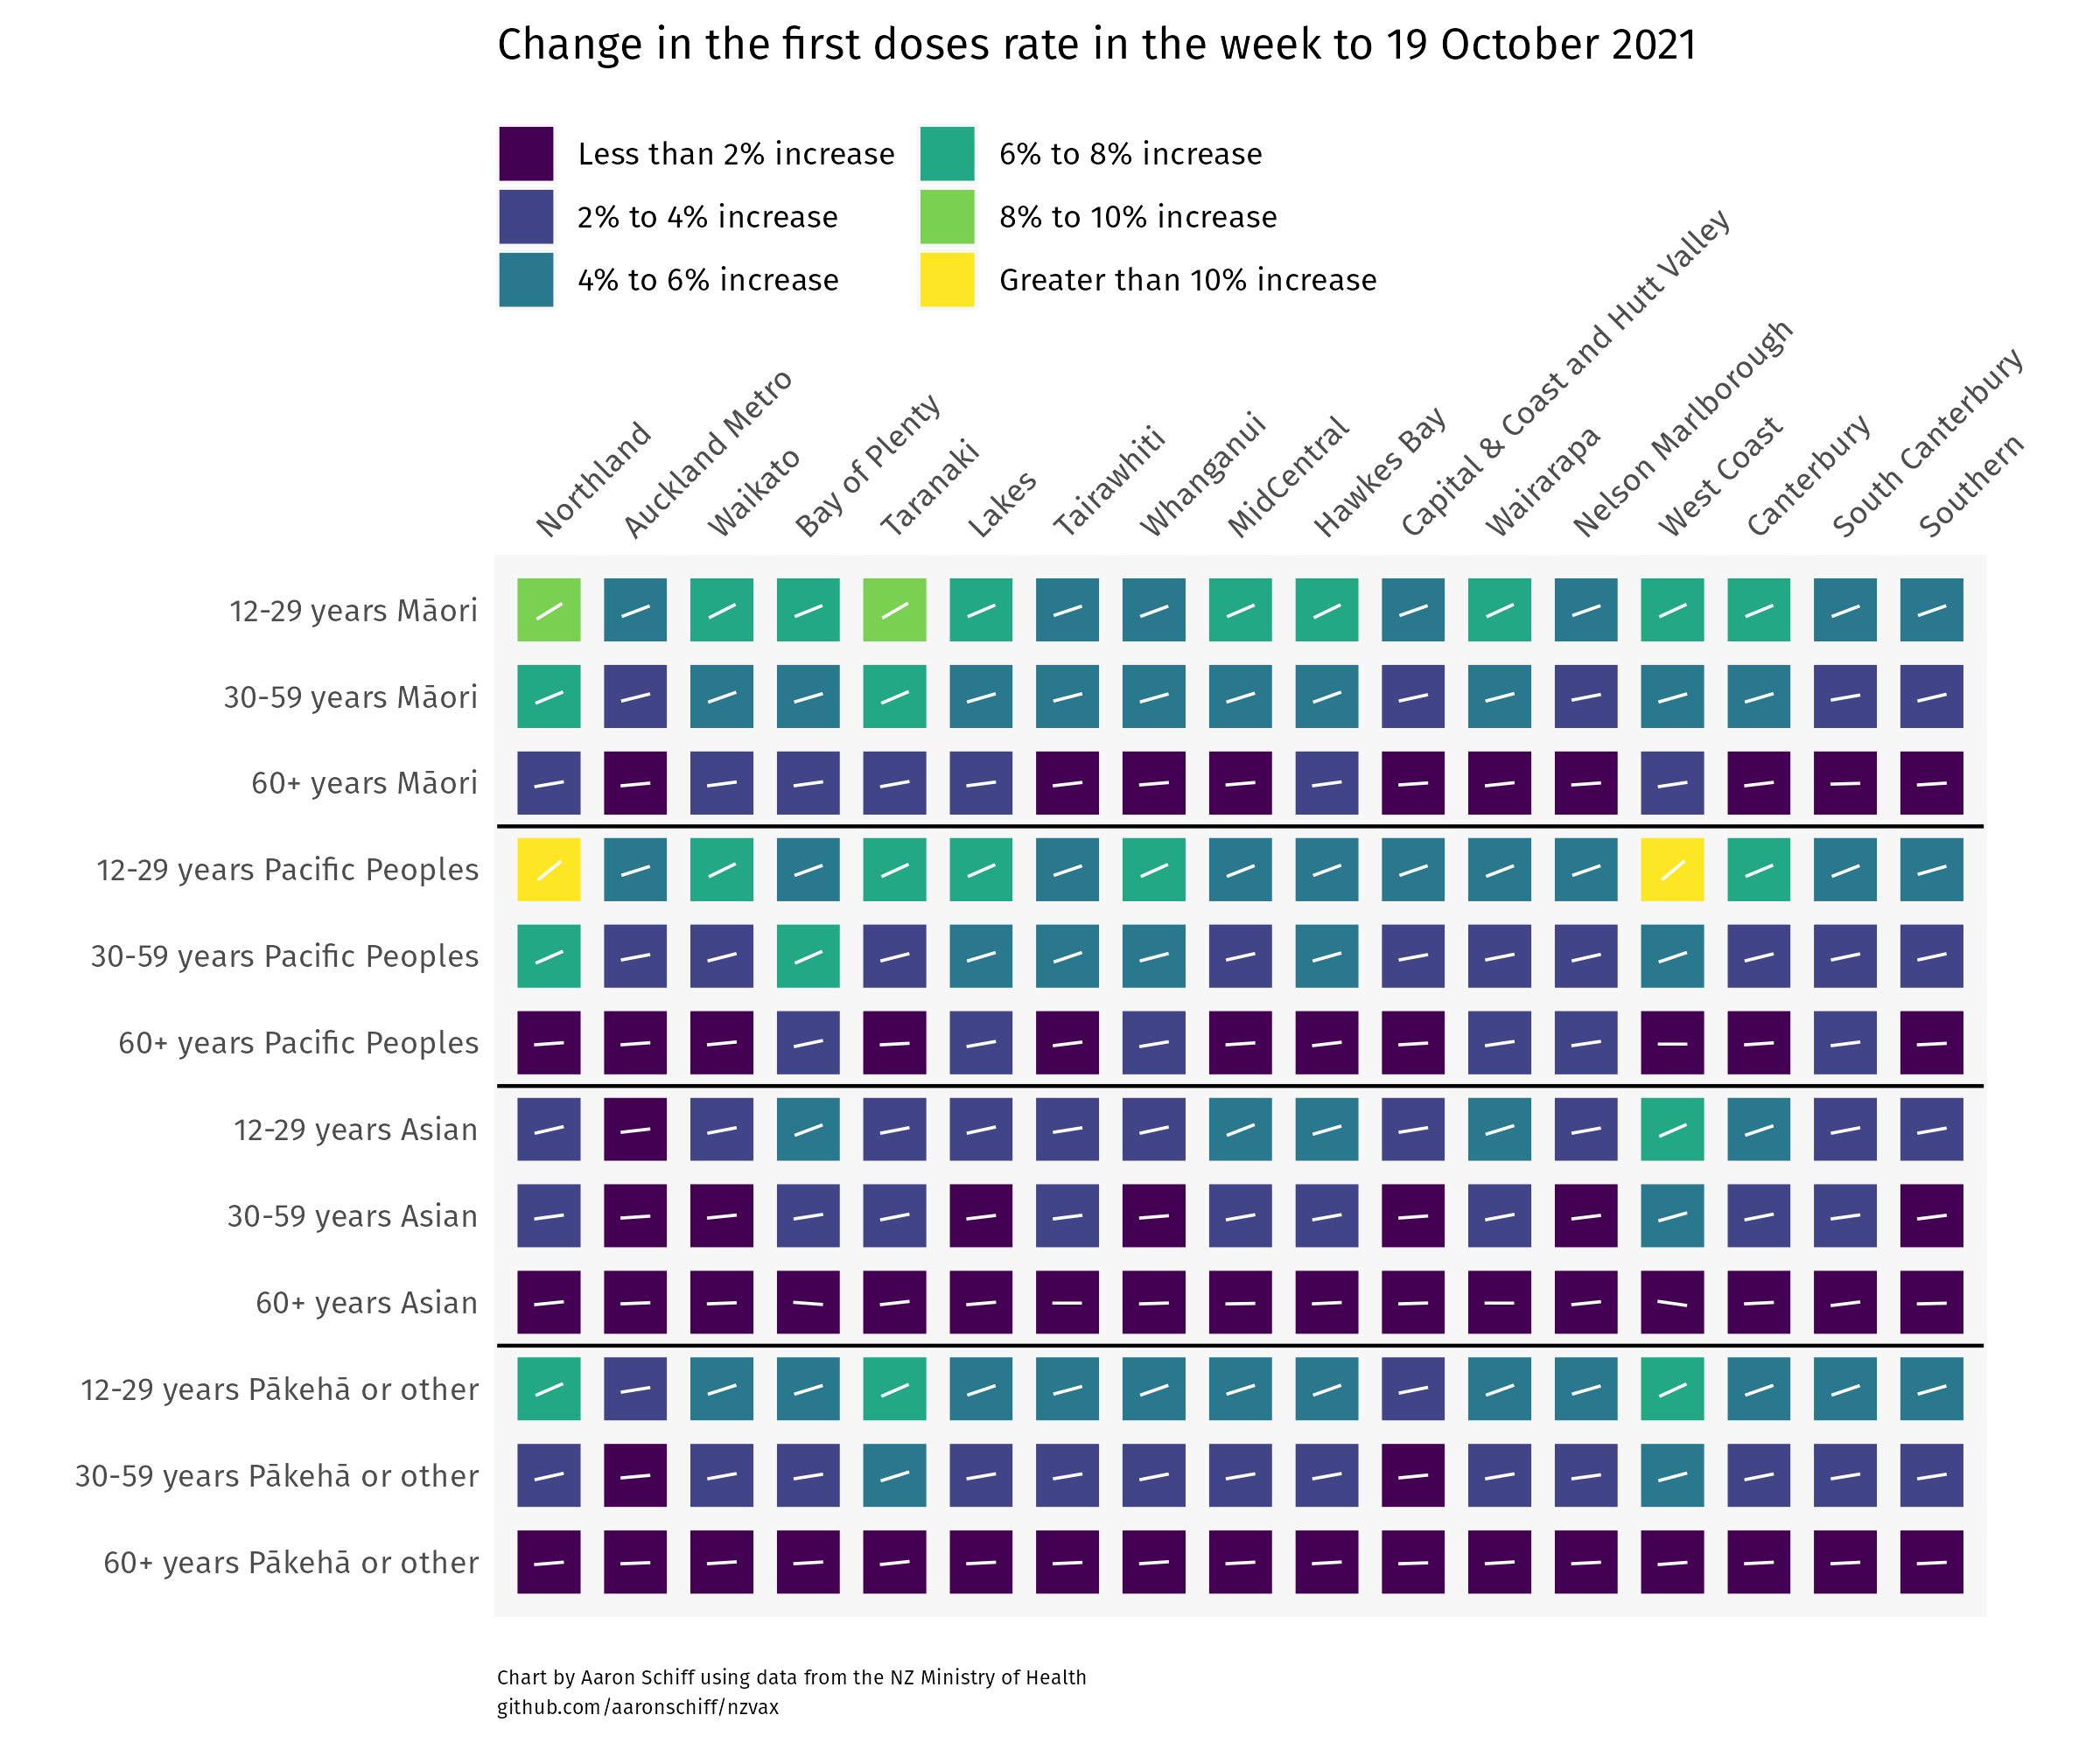 Change in the first doses rate in the week to 19 October 2021
Less than 2% increase
2% to 4% increase
4% to 6% increase
6% to 8% increase
8% to 10% increase
Greater than 10% increase
Northland
Auckland Metro
Waikato
Bay of Plenty
Taranaki
Lakes
Tairawhiti
Whanganui
MidCentral
Hawkes Bay
Capital & Coast and Hutt Valley
Wairarapa
Nelson Marlborough
West Coast
Canterbury
South Canterbury
Southern
12-29 years Māori
30-59 years Māori
60+ years Māori
12-29 years Pacific Peoples
30-59 years Pacific Peoples
60+ years Pacific Peoples
12-29 years Asian
30-59 years Asian
60+ years Asian
12-29 years Pākehā or other
30-59 years Pākehā or other
60+ years Pākehā or other
Chart by Aaron Schiff using data from the NZ Ministry of Health
github.com/aaronschiff/nzvax